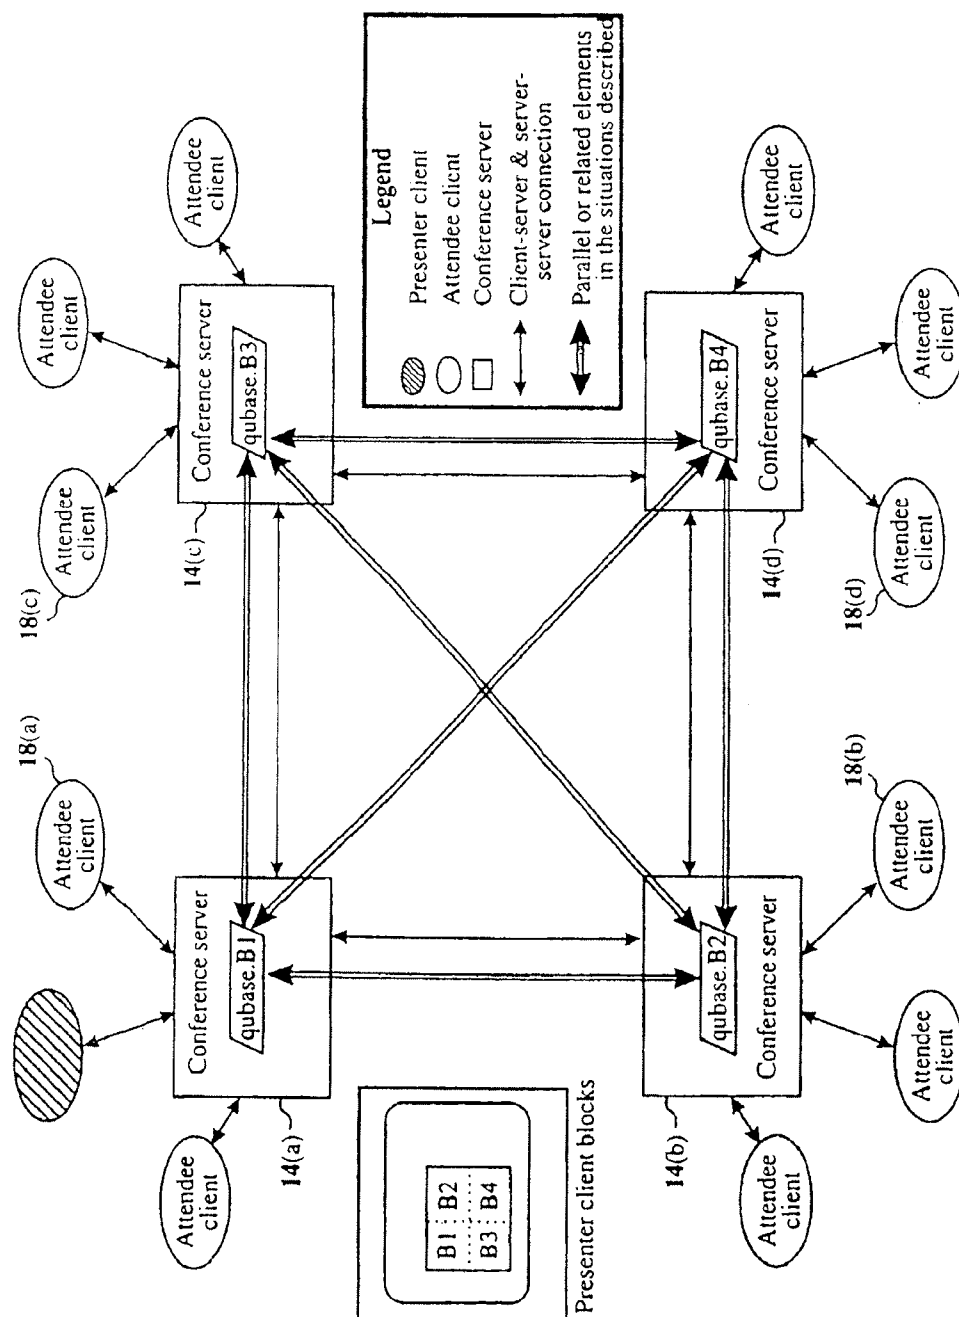 Attendee
client
18(a)
Attendee
client
18(c)
Attendee
client
Attendee
client
Attendee
client
14(a)
Conference server
qubase.B1
14(c)
Conference server
qubase.B3
Presenter client blocks
B1
B2
B3
B4
Legend
Presenter client
Attendee client
Conference server
Client-server & server-
server connection
Parallel or related elements
in the situations described
14(b)
qubase.B2
Conference server
14(d)
qubase.B4
Conference server
Attendee
client
Attendee
client
18(b)
Attendee
client
18(d)
Attendee
client
Attendee
client
Attendee
client